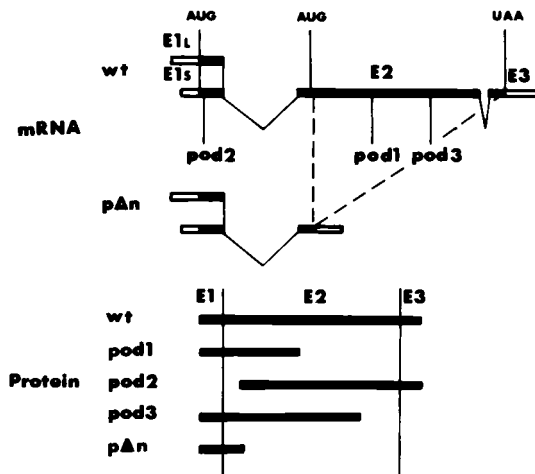 AUG AUG UAA
E1L
wt E1S E2 E3
mRNA
pod2 pod1 pod3
pΔn
E1 E2 E3
wt
pod1
Protein pod2
pod3
pΔn